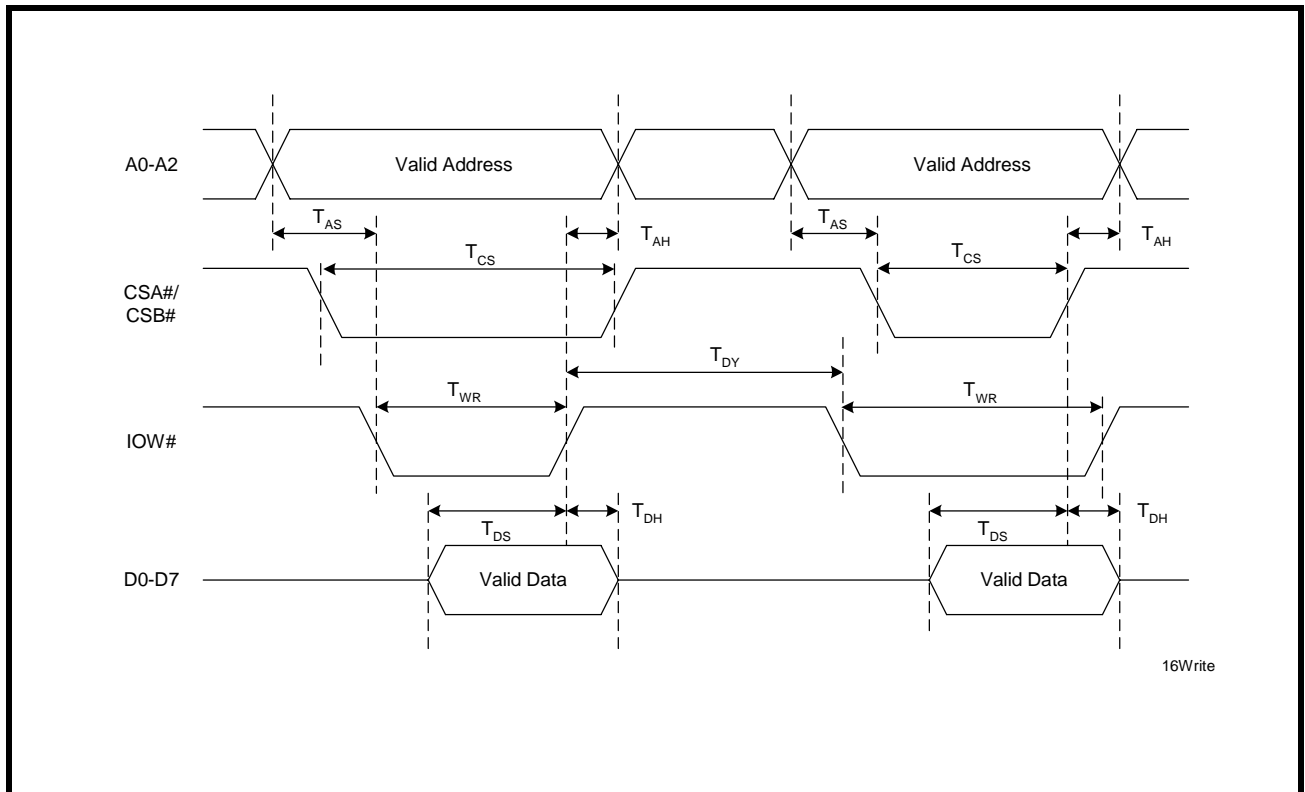 A0-A2
Valid Address
Valid Address
TAS
TAH
TAS
TAH
TCS
TCS
CSA#/
CSB#
TDY
TWR
TWR
IOW#
TDS
TDH
TDS
TDH
D0-D7
Valid Data
Valid Data
16Write